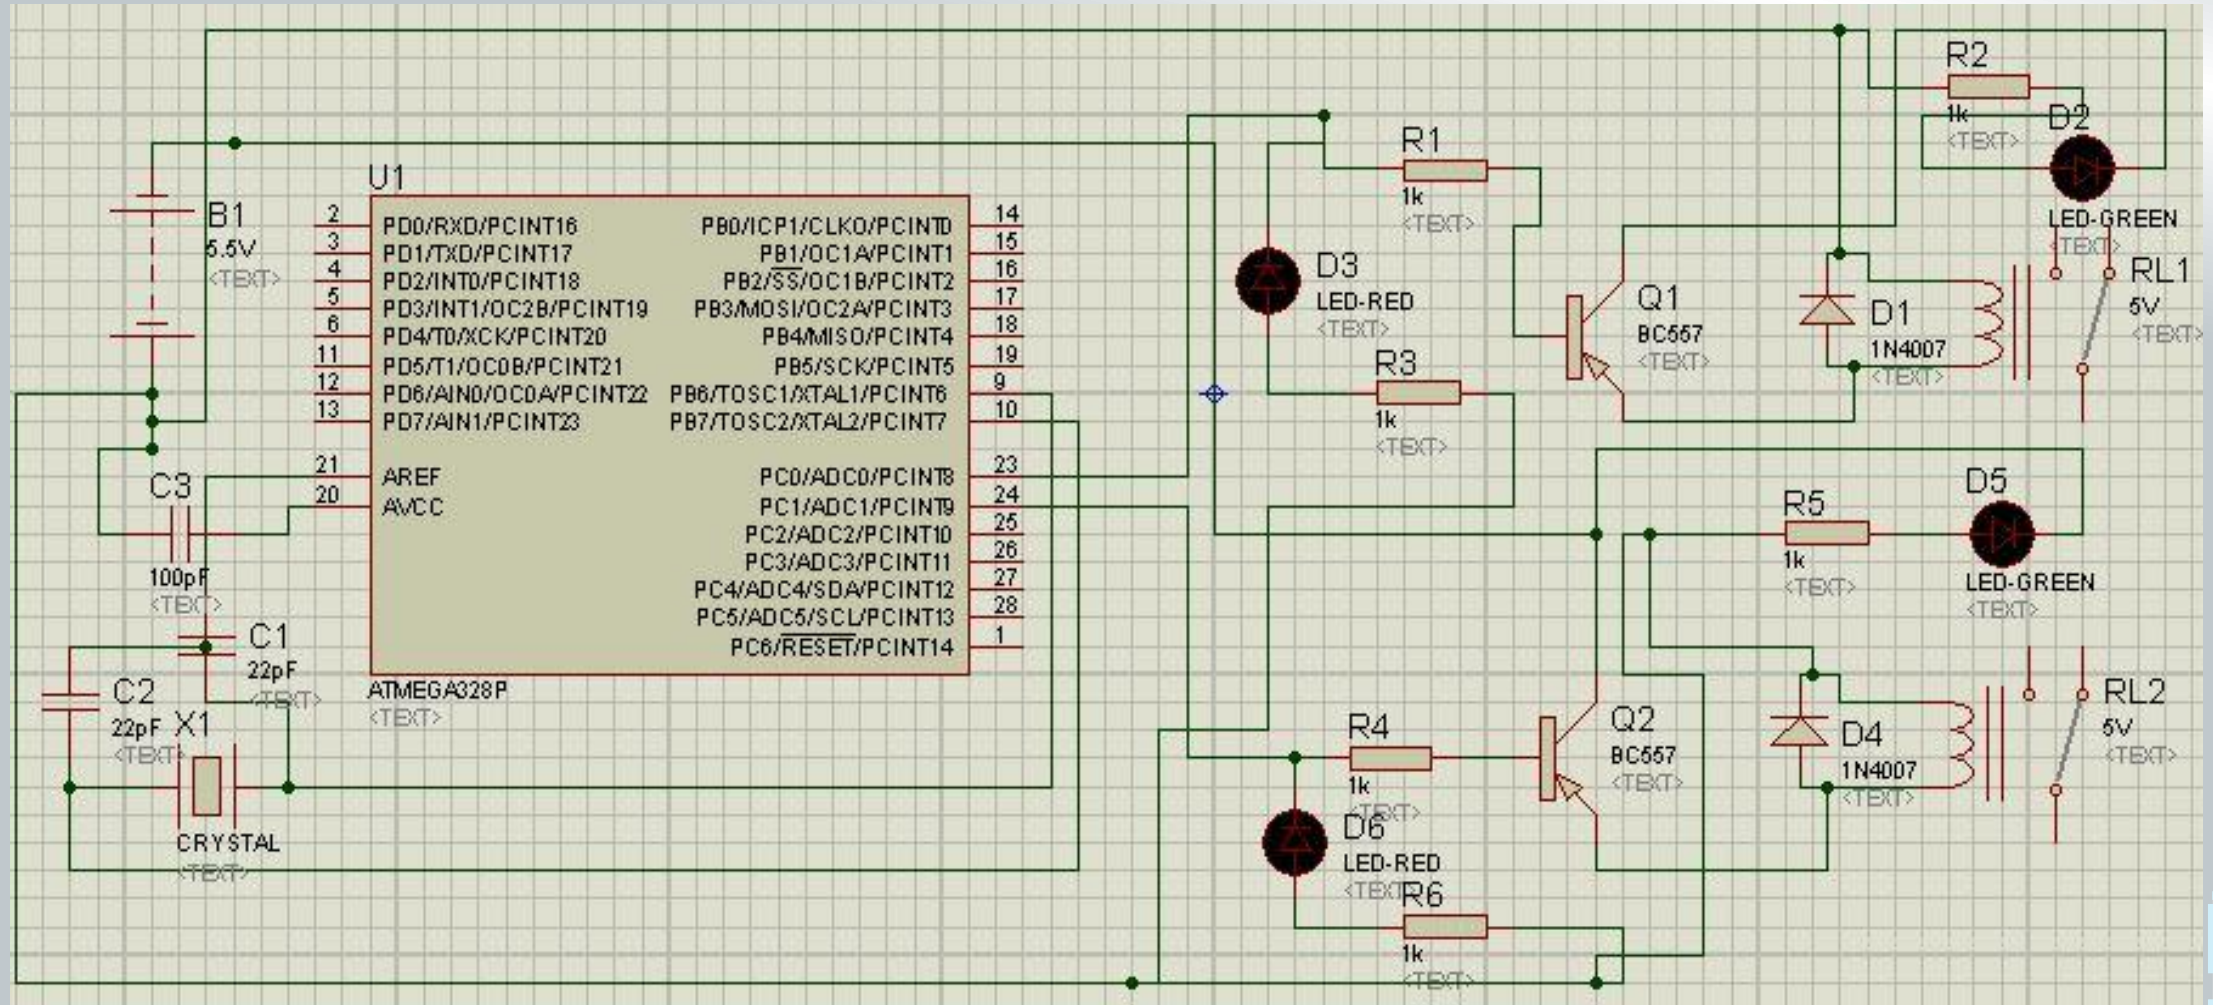 U1
2 PD0/RXD/PCINT16 PB0/ICP1/CLKO/PCINT0 14
3 PD1/TXD/PCINT17 PB1/OC1A/PCINT1 15
4 PD2/INT0/PCINT18 PB2/SS/OC1B/PCINT2 16
5 PD3/INT1/OC2B/PCINT19 PB3/MOSI/OC2A/PCINT3 17
6 PD4/T0/XCK/PCINT20 PB4/MISO/PCINT4 18
11 PD5/T1/OC0B/PCINT21 PB5/SCK/PCINT5 19
12 PD6/AIN0/OC0A/PCINT22 PB6/TOSC1/XTAL1/PCINT6 9
13 PD7/AIN1/PCINT23 PB7/TOSC2/XTAL2/PCINT7 10
21 AREF PC0/ADC0/PCINT8 23
20 AVCC PC1/ADC1/PCINT9 24
PC2/ADC2/PCINT10 25
PC3/ADC3/PCINT11 26
PC4/ADC4/SDA/PCINT12 27
PC5/ADC5/SCL/PCINT13 28
PC6/RESET/PCINT14 1
ATMEGA328P
<TEXT>
B1
5.5V
<TEXT>
C3
100pF
<TEXT>
C1
22pF
<TEXT>
C2
22pF
<TEXT>
X1
CRYSTAL
<TEXT>
R1
1k
<TEXT>
D3
LED-RED
<TEXT>
R3
1k
<TEXT>
Q1
BC557
<TEXT>
R2
1k
<TEXT>
D2
LED-GREEN
<TEXT>
D1
1N4007
<TEXT>
RL1
5V
<TEXT>
R5
1k
<TEXT>
D5
LED-GREEN
<TEXT>
R4
1k
<TEXT>
D6
LED-RED
<TEXT>
R6
1k
<TEXT>
Q2
BC557
<TEXT>
D4
1N4007
<TEXT>
RL2
5V
<TEXT>